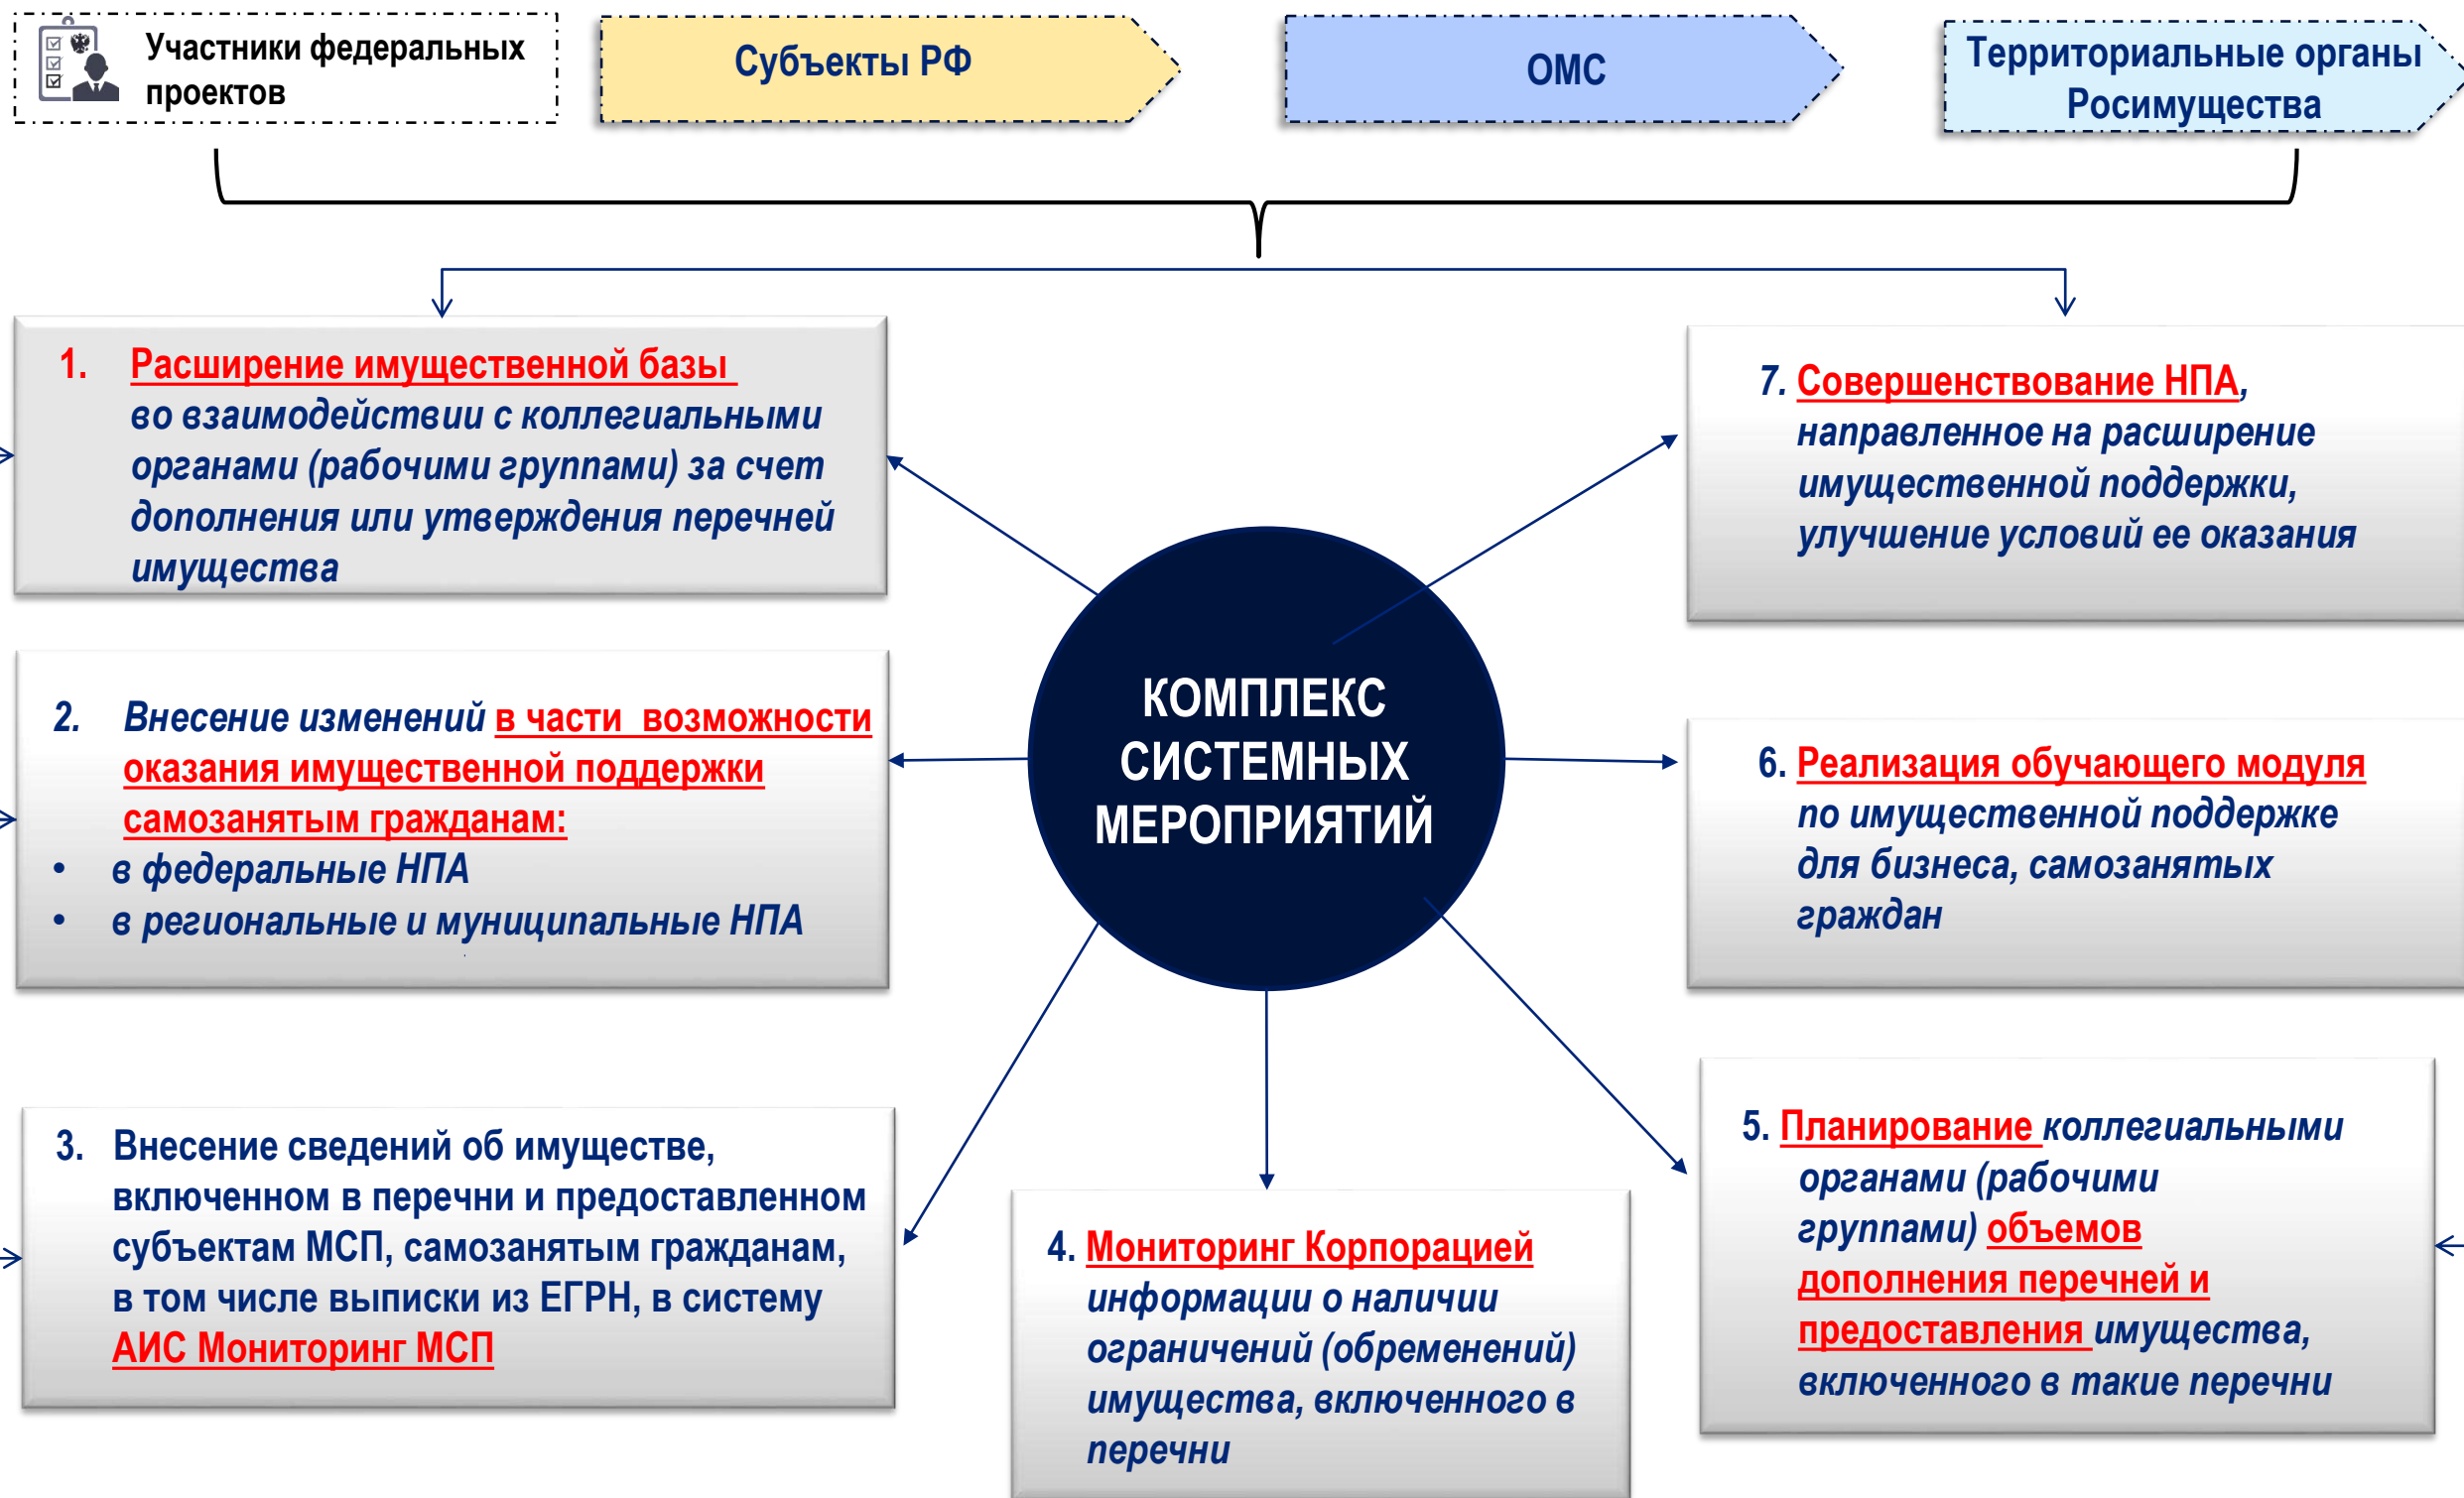 Участники федеральных
проектов
Субъекты РФ
ОМС
Территориальные органы
Росимущества
1. Расширение имущественной базы
во взаимодействии с коллегиальными
органами (рабочими группами) за счет
дополнения или утверждения перечней
имущества
2. Внесение изменений в части возможности
оказания имущественной поддержки
самозанятым гражданам:
• в федеральные НПА
• в региональные и муниципальные НПА
3. Внесение сведений об имуществе,
включенном в перечни и предоставленном
субъектам МСП, самозанятым гражданам,
в том числе выписки из ЕГРН, в систему
АИС Мониторинг МСП
КОМПЛЕКС
СИСТЕМНЫХ
МЕРОПРИЯТИЙ
4. Мониторинг Корпорацией
информации о наличии
ограничений (обременений)
имущества, включенного в
перечни
5. Планирование коллегиальными
органами (рабочими
группами) объемов
дополнения перечней и
предоставления имущества,
включенного в такие перечни
6. Реализация обучающего модуля
по имущественной поддержке
для бизнеса, самозанятых
граждан
7. Совершенствование НПА,
направленное на расширение
имущественной поддержки,
улучшение условий ее оказания